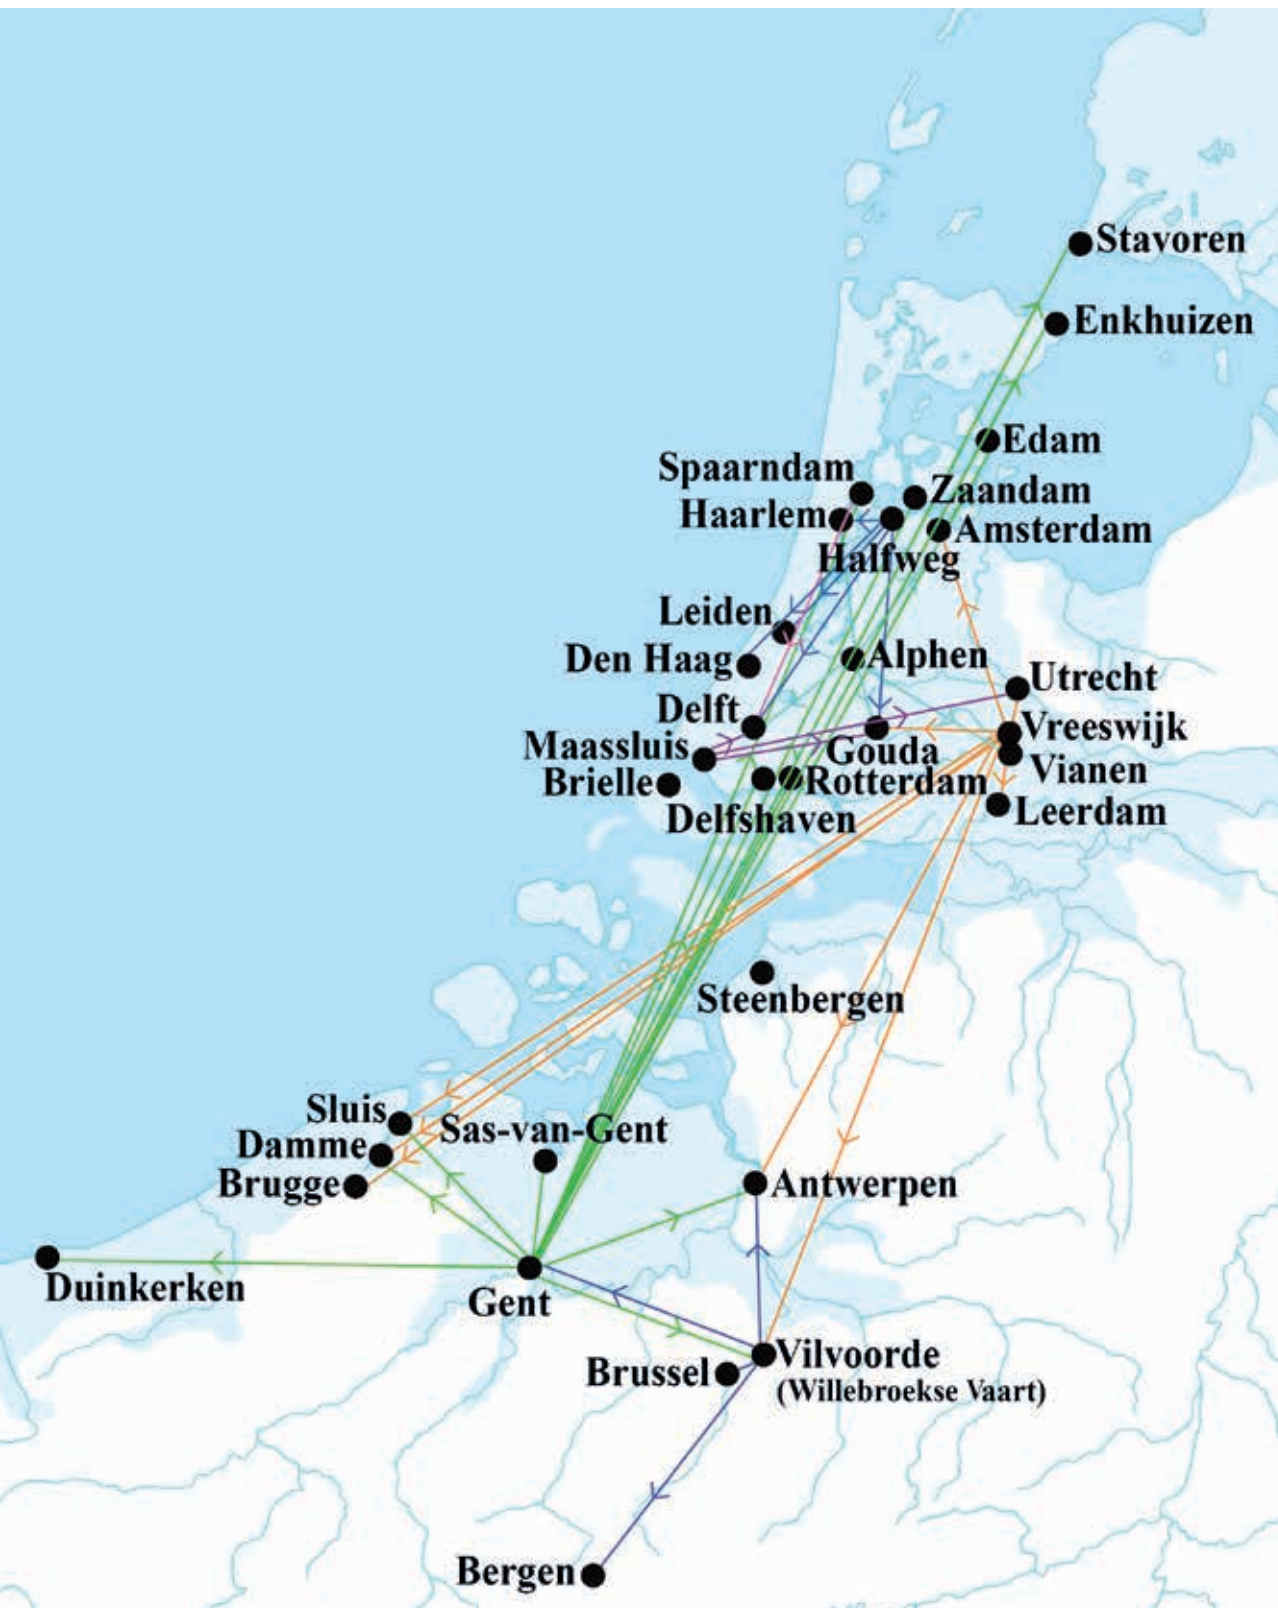 Stavoren
Enkhuizen
Edam
Spaarndam
Zaandam
Haarlem
Amsterdam
Halfweg
Leiden
Den Haag
Alphen
Utrecht
Delft
Vreeswijk
Maassluis
Gouda
Vianen
Brielle
Rotterdam
Leerdam
Delfshaven
Steenbergen
Sluis
Sas-van-Gent
Damme
Brugge
Antwerpen
Duinkerken
Gent
Vilvoorde
(Willebroekse Vaart)
Brussel
Bergen